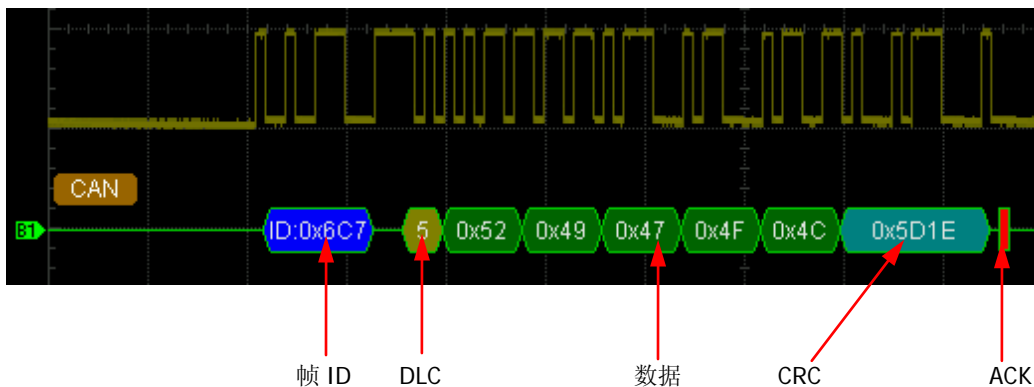 CAN
B1
ID:0x6C7 5 0x52 0x49 0x47 0x4F 0x4C 0x5D1E
帧 ID DLC 数据 CRC ACK